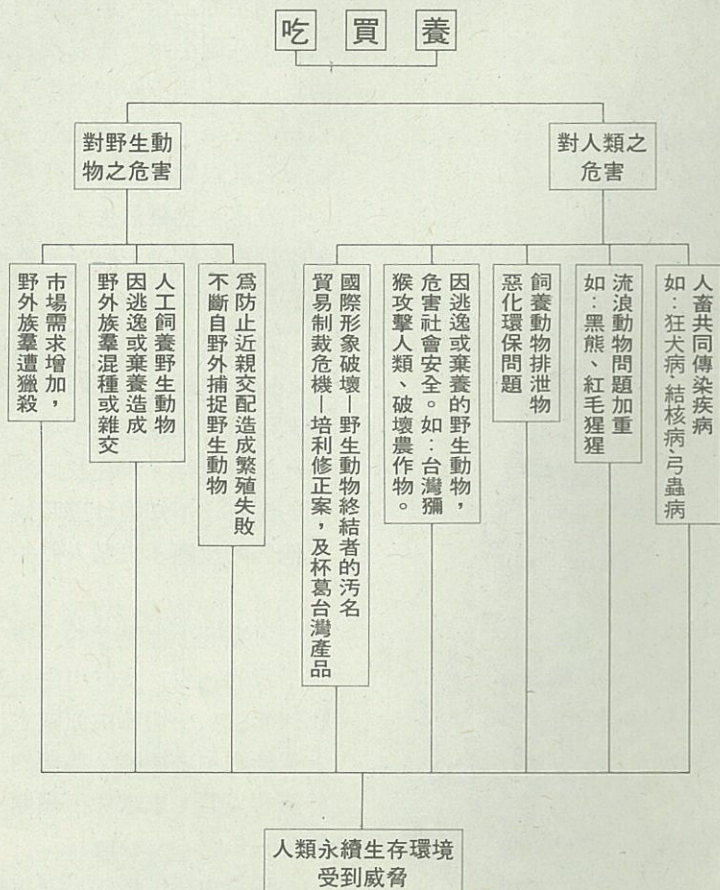 吃 買 養
對野生動
物之危害
對人類之
危害
人畜共同傳染疾病
如：狂犬病、結核病、弓蟲病
流浪動物問題加重
如：黑熊、紅毛猩猩
飼養動物排泄物
惡化環保問題
因逃逸或棄養的野生動物，
危害社會安全。如：台灣獼
猴攻擊人類、破壞農作物。
國際形象破壞—野生動物終結者的污名
貿易制裁危機—培利修正案，及杯葛台灣產品
為防止近親交配造成繁殖失敗
不斷自野外捕捉野生動物
人工飼養野生動物
因逃逸或棄養造成
野外族羣混種或雜交
市場需求增加，
野外族羣遭獵殺
人類永續生存環境
受到威脅